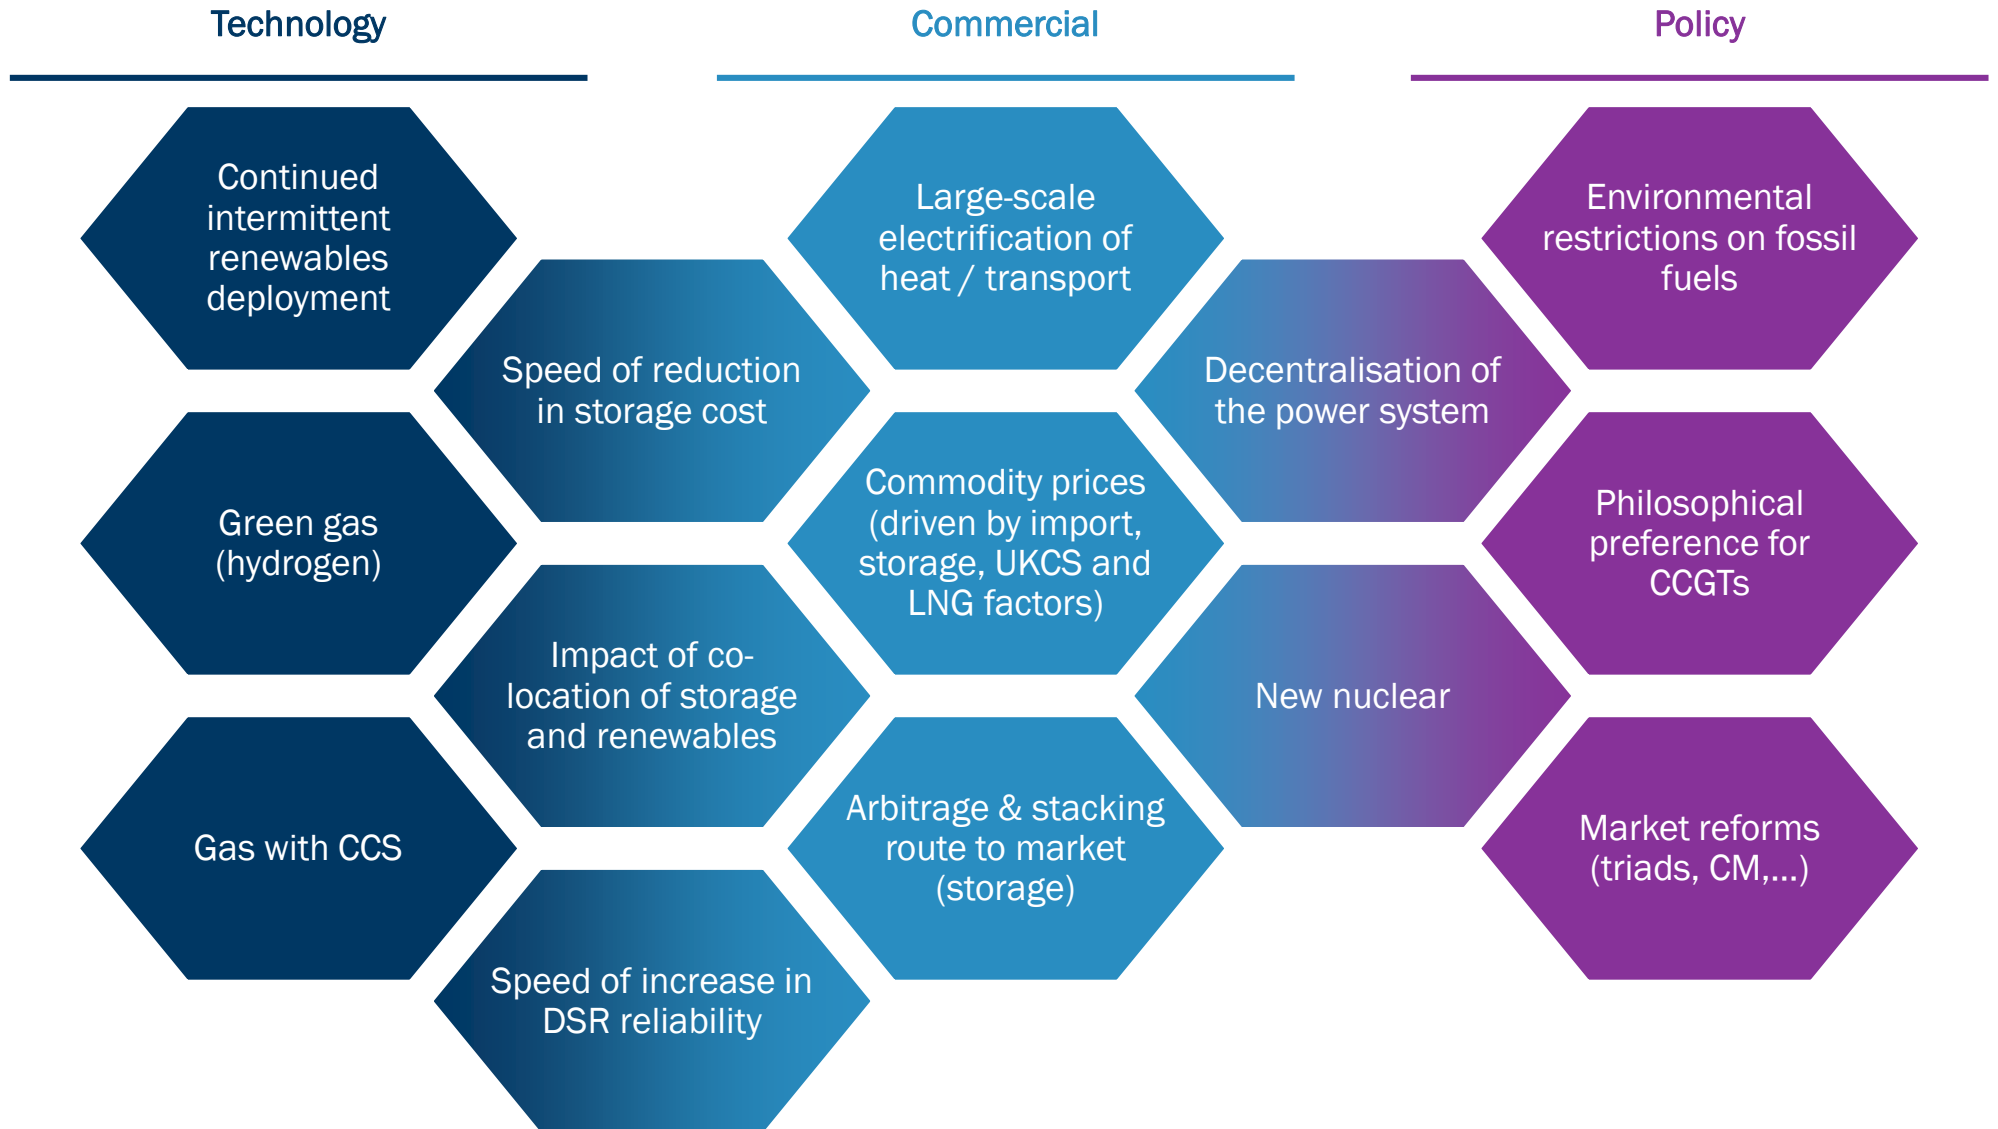 Technology
Commercial
Policy
Continued
intermittent
renewables
deployment
Large-scale
electrification of
heat / transport
Environmental
restrictions on fossil
fuels
Speed of reduction
in storage cost
Decentralisation of
the power system
Green gas
(hydrogen)
Commodity prices
(driven by import,
storage, UKCS and
LNG factors)
Philosophical
preference for
CCGTs
Impact of co-
location of storage
and renewables
New nuclear
Gas with CCS
Arbitrage & stacking
route to market
(storage)
Market reforms
(triads, CM,...)
Speed of increase in
DSR reliability